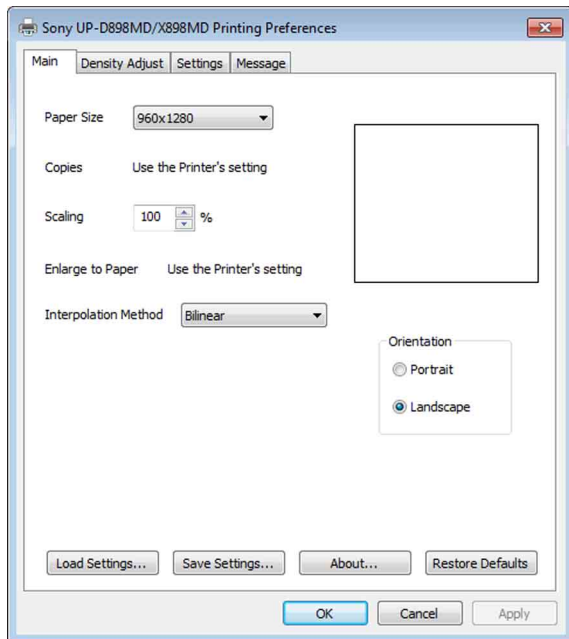 Sony UP-D898MD/X898MD Printing Preferences
Main Density Adjust Settings Message
Paper Size 960x1280
Copies Use the Printer's setting
Scaling 100 %
Enlarge to Paper Use the Printer's setting
Interpolation Method Bilinear
Orientation
Portrait
Landscape
Load Settings... Save Settings... About... Restore Defaults
OK Cancel Apply